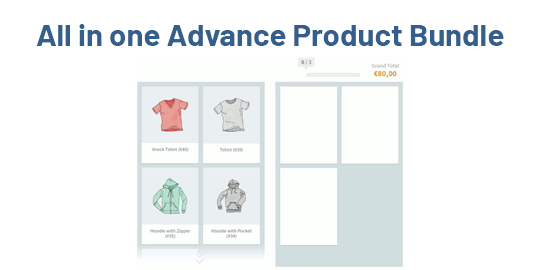 All in one Advance Product Bundle
0 / 3
Grand Total
€80,00
Vneck Tshirt (€40)
Tshirt (€39)
Hoodie with Zipper
(€35)
Hoodie with Pocket
(€34)